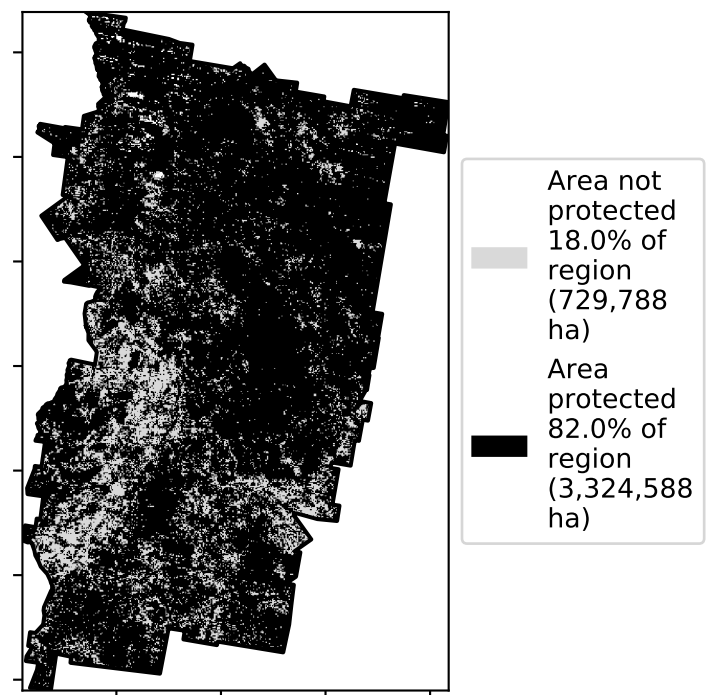 Area not
protected
18.0% of
region
(729,788
ha)
Area
protected
82.0% of
region
(3,324,588
ha)